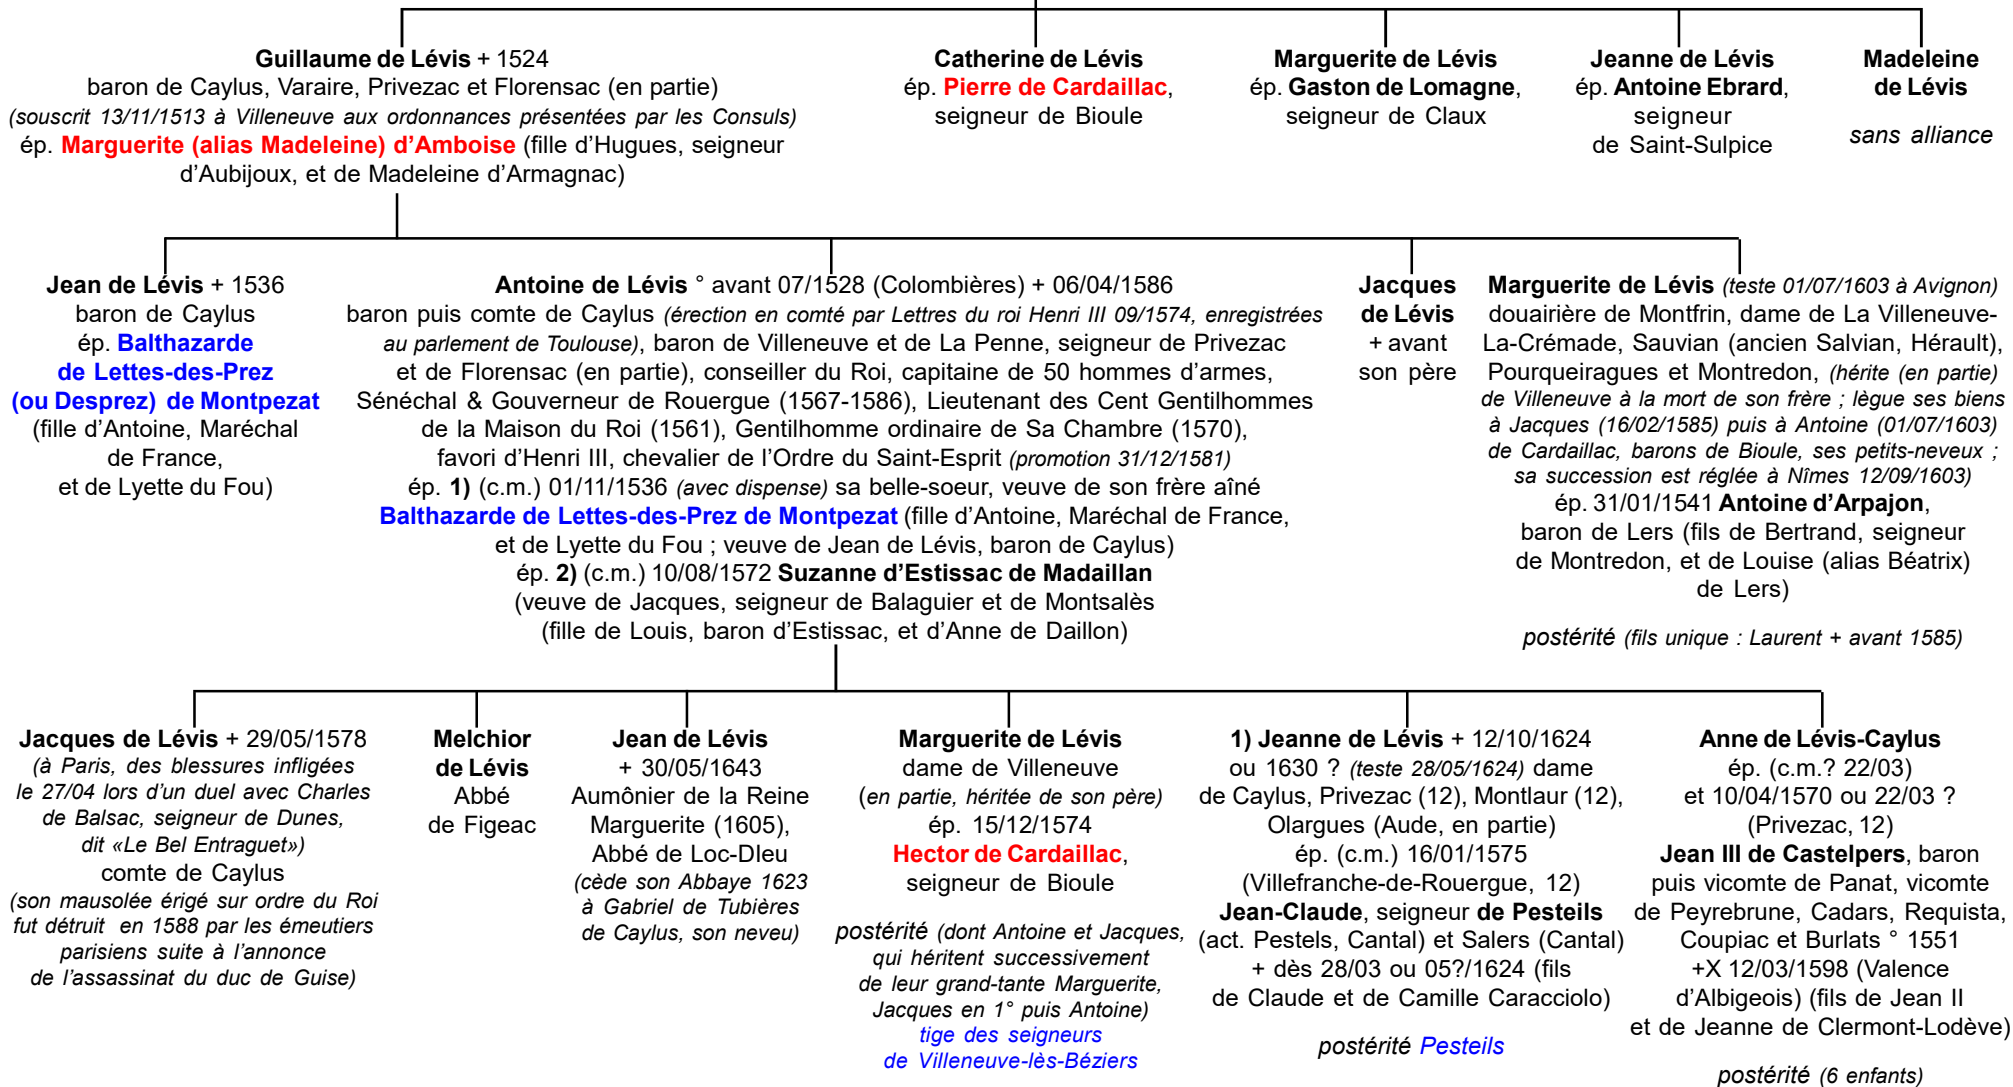 Guillaume de Lévis + 1524
baron de Caylus, Varaire, Privezac et Florensac (en partie)
(souscrit 13/11/1513 à Villeneuve aux ordonnances présentées par les Consuls)
ép. Marguerite (alias Madeleine) d’Amboise (fille d’Hugues, seigneur
d’Aubijoux, et de Madeleine d’Armagnac)
Catherine de Lévis
ép. Pierre de Cardaillac,
seigneur de Bioule
Marguerite de Lévis
ép. Gaston de Lomagne,
seigneur de Claux
Jeanne de Lévis
ép. Antoine Ebrard,
seigneur
de Saint-Sulpice
Madeleine
de Lévis
sans alliance
Jean de Lévis + 1536
baron de Caylus
ép. Balthazarde
de Lettes-des-Prez
(ou Desprez) de Montpezat
(fille d’Antoine, Maréchal
de France,
et de Lyette du Fou)
Antoine de Lévis ° avant 07/1528 (Colombières) + 06/04/1586
baron puis comte de Caylus (érection en comté par Lettres du roi Henri III 09/1574, enregistrées
au parlement de Toulouse), baron de Villeneuve et de La Penne, seigneur de Privezac
et de Florensac (en partie), conseiller du Roi, capitaine de 50 hommes d’armes,
Sénéchal & Gouverneur de Rouergue (1567-1586), Lieutenant des Cent Gentilhommes
de la Maison du Roi (1561), Gentilhomme ordinaire de Sa Chambre (1570),
favori d’Henri III, chevalier de l’Ordre du Saint-Esprit (promotion 31/12/1581)
ép. 1) (c.m.) 01/11/1536 (avec dispense) sa belle-soeur, veuve de son frère aîné
Balthazarde de Lettes-des-Prez de Montpezat (fille d’Antoine, Maréchal de France,
et de Lyette du Fou ; veuve de Jean de Lévis, baron de Caylus)
ép. 2) (c.m.) 10/08/1572 Suzanne d’Estissac de Madaillan
(veuve de Jacques, seigneur de Balaguier et de Montsalès
(fille de Louis, baron d’Estissac, et d’Anne de Daillon)
Jacques
de Lévis
+ avant
son père
Marguerite de Lévis (teste 01/07/1603 à Avignon)
douairière de Montfrin, dame de La Villeneuve-
La-Crémade, Sauvian (ancien Salvian, Hérault),
Pourqueiragues et Montredon, (hérite (en partie)
de Villeneuve à la mort de son frère ; lègue ses biens
à Jacques (16/02/1585) puis à Antoine (01/07/1603)
de Cardaillac, barons de Bioule, ses petits-neveux ;
sa succession est réglée à Nîmes 12/09/1603)
ép. 31/01/1541 Antoine d’Arpajon,
baron de Lers (fils de Bertrand, seigneur
de Montredon, et de Louise (alias Béatrix)
de Lers)
postérité (fils unique : Laurent + avant 1585)
Jacques de Lévis + 29/05/1578
(à Paris, des blessures infligées
le 27/04 lors d’un duel avec Charles
de Balsac, seigneur de Dunes,
dit «Le Bel Entraguet»)
comte de Caylus
(son mausolée érigé sur ordre du Roi
fut détruit en 1588 par les émeutiers
parisiens suite à l’annonce
de l’assassinat du duc de Guise)
Melchior
de Lévis
Abbé
de Figeac
Jean de Lévis
+ 30/05/1643
Aumônier de la Reine
Marguerite (1605),
Abbé de Loc-DIeu
(cède son Abbaye 1623
à Gabriel de Tubières
de Caylus, son neveu)
Marguerite de Lévis
dame de Villeneuve
(en partie, héritée de son père)
ép. 15/12/1574
Hector de Cardaillac,
seigneur de Bioule
postérité (dont Antoine et Jacques,
qui héritent successivement
de leur grand-tante Marguerite,
Jacques en 1° puis Antoine)
tige des seigneurs
de Villeneuve-lès-Béziers
1) Jeanne de Lévis + 12/10/1624
ou 1630 ? (teste 28/05/1624) dame
de Caylus, Privezac (12), Montlaur (12),
Olargues (Aude, en partie)
ép. (c.m.) 16/01/1575
(Villefranche-de-Rouergue, 12)
Jean-Claude, seigneur de Pesteils
(act. Pestels, Cantal) et Salers (Cantal)
+ dès 28/03 ou 05?/1624 (fils
de Claude et de Camille Caracciolo)
postérité Pesteils
Anne de Lévis-Caylus
ép. (c.m.? 22/03)
et 10/04/1570 ou 22/03 ?
(Privezac, 12)
Jean III de Castelpers, baron
puis vicomte de Panat, vicomte
de Peyrebrune, Cadars, Requista,
Coupiac et Burlats ° 1551
+X 12/03/1598 (Valence
d’Albigeois) (fils de Jean II
et de Jeanne de Clermont-Lodève)
postérité (6 enfants)